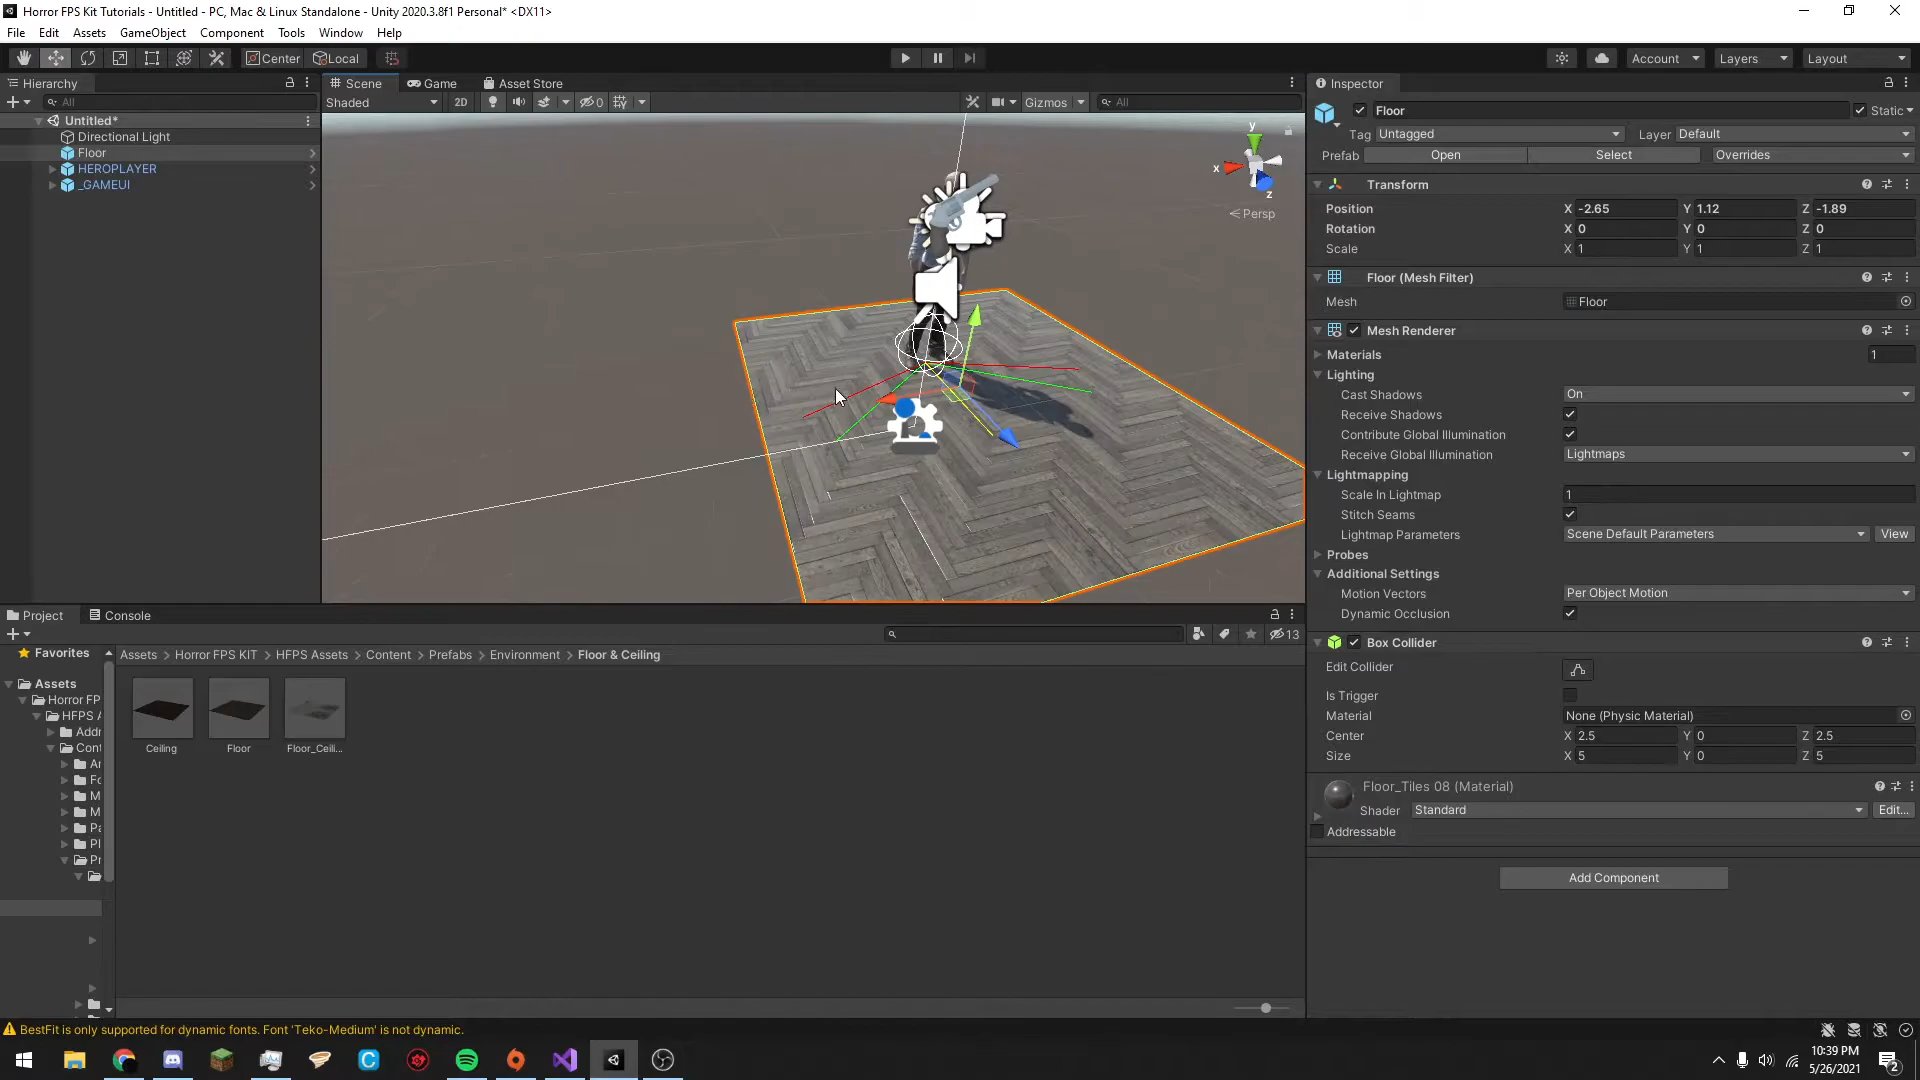 Horror FPS Kit Tutorials - Untitled - PC, Mac & Linux Standalone - Unity 2020.3.8f1 Personal* <DX11>
File Edit Assets GameObject Component Tools Window Help
Center Local Account Layers Layout
Hierarchy
All
Untitled*
Directional Light
Floor
HEROPLAYER
_GAMEUI
Scene Game Asset Store
Shaded 2D 0 Gizmos All
y
x
z
Persp
Inspector
Floor Static
Tag Untagged Layer Default
Prefab Open Select Overrides
Transform
Position X -2.65 Y 1.12 Z -1.89
Rotation X 0 Y 0 Z 0
Scale X 1 Y 1 Z 1
Floor (Mesh Filter)
Mesh Floor
Mesh Renderer
Materials 1
Lighting
Cast Shadows On
Receive Shadows
Contribute Global Illumination
Receive Global Illumination Lightmaps
Lightmapping
Scale In Lightmap 1
Stitch Seams
Lightmap Parameters Scene Default Parameters View
Probes
Additional Settings
Motion Vectors Per Object Motion
Dynamic Occlusion
Box Collider
Edit Collider
Is Trigger
Material None (Physic Material)
Center X 2.5 Y 0 Z 2.5
Size X 5 Y 0 Z 5
Floor_Tiles 08 (Material)
Shader Standard Edit...
Addressable
Add Component
Project Console
13
Favorites
Assets
Horror FP
HFPS A
Addr
Cont
Ar
Fo
M
M
Pa
Pl
Pr
Assets > Horror FPS KIT > HFPS Assets > Content > Prefabs > Environment > Floor & Ceiling
Ceiling Floor Floor_Ceili...
BestFit is only supported for dynamic fonts. Font 'Teko-Medium' is not dynamic.
10:39 PM
5/26/2021
2